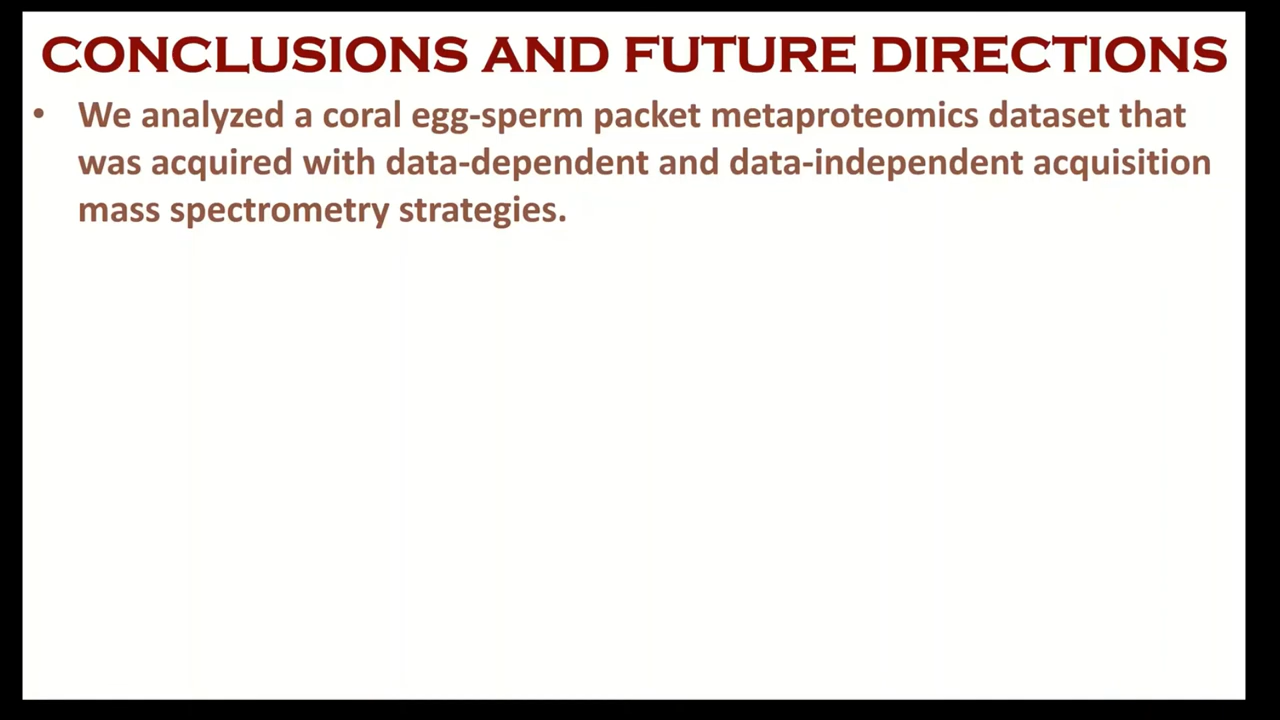 CONCLUSIONS AND FUTURE DIRECTIONS
• We analyzed a coral egg-sperm packet metaproteomics dataset that
was acquired with data-dependent and data-independent acquisition
mass spectrometry strategies.